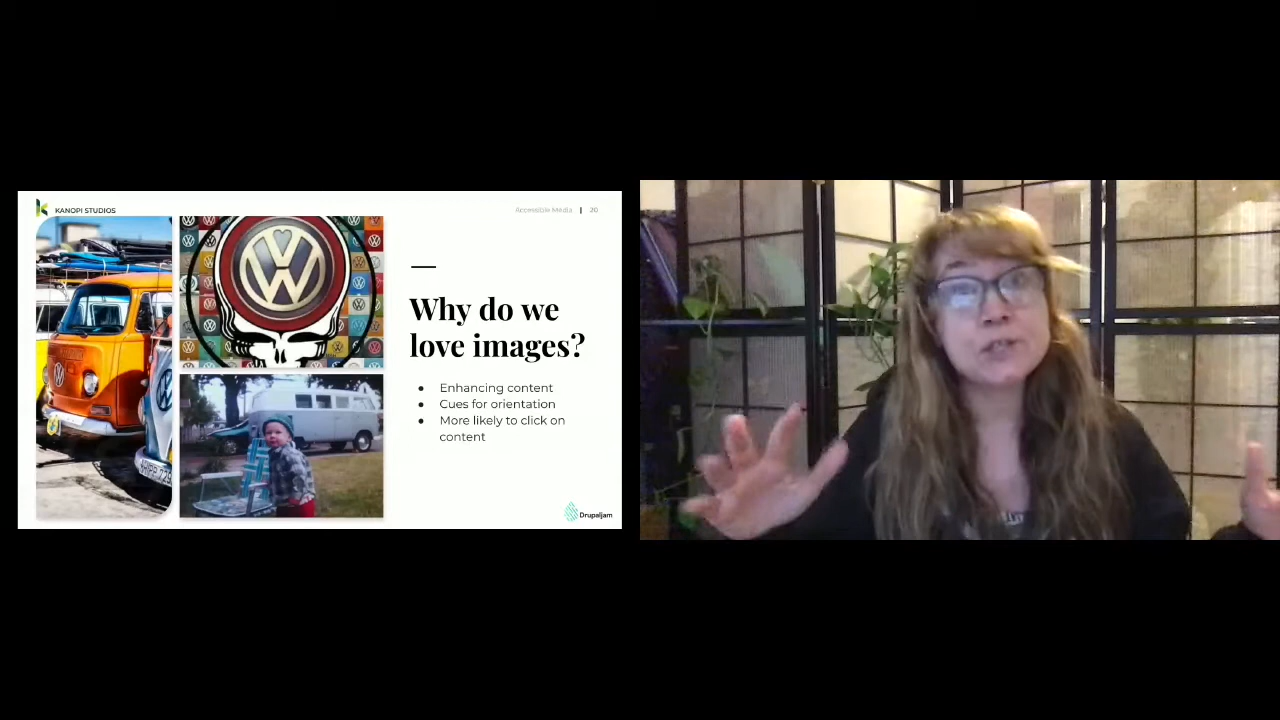 KANOPI STUDIOS
Accessible Media | 20
Why do we
love images?
Enhancing content
Cues for orientation
More likely to click on
content
Drupaljam